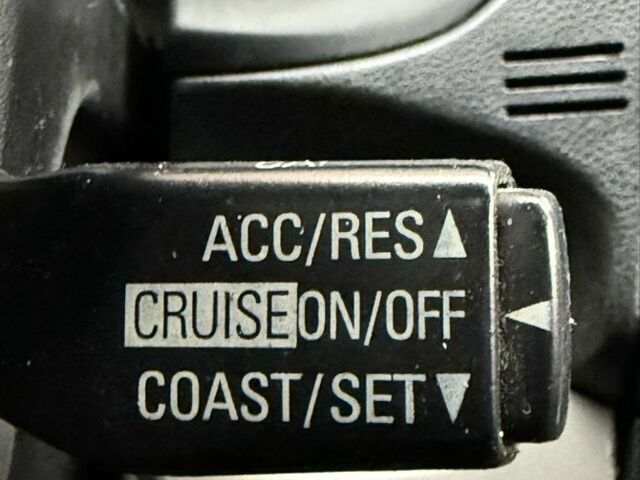 ACC/RES▲
CRUISE ON/OFF ◀
COAST/SET▼